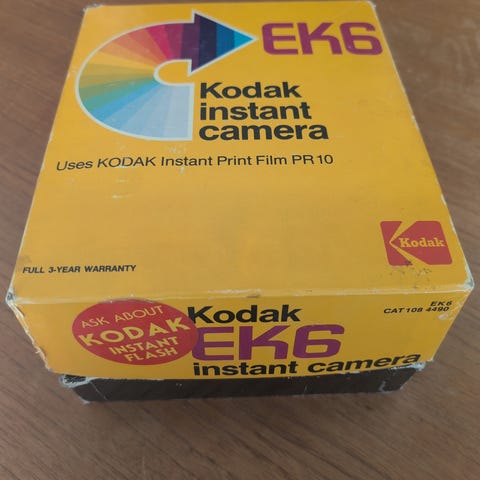 EK6
Kodak
instant
camera
Uses KODAK Instant Print Film PR10
Kodak
FULL 3-YEAR WARRANTY
ASK ABOUT
KODAK
INSTANT
FLASH
Kodak
EK6
instant camera
EK6
CAT 108 4490